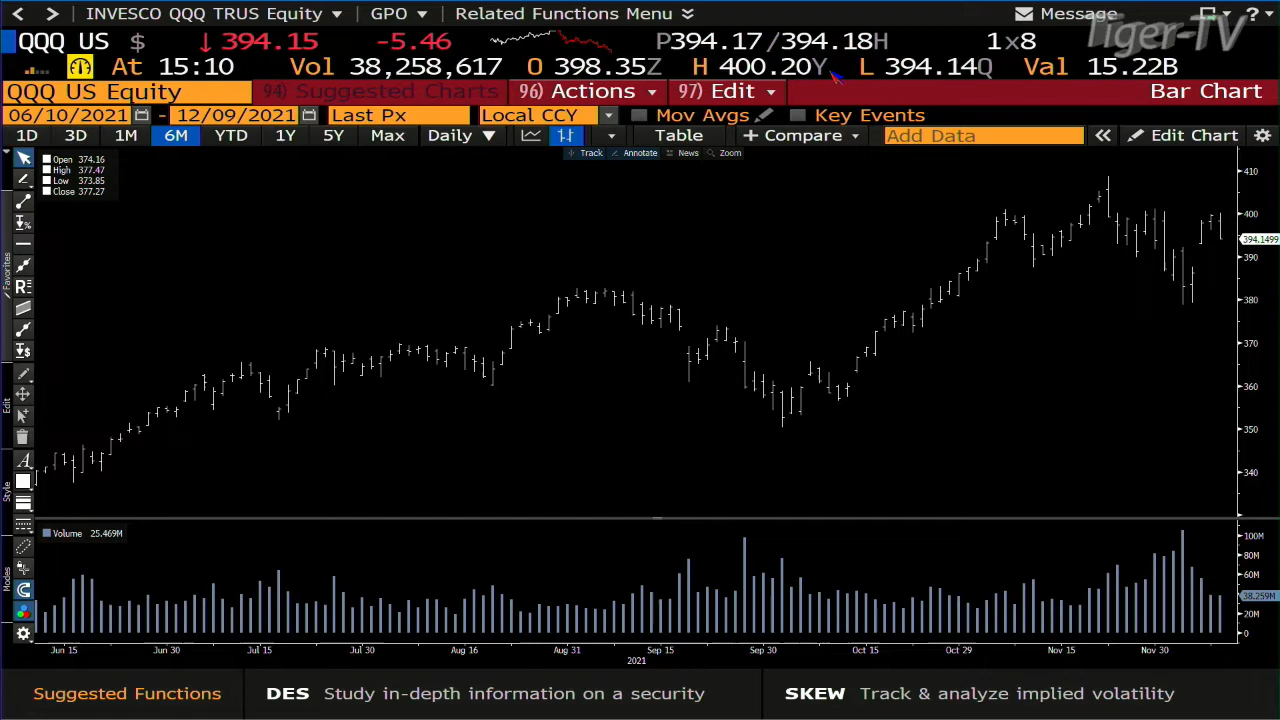 INVESCO QQQ TRUS Equity GPO Related Functions Menu Message ?
Tiger-TV
QQQ US $ ↓ 394.15 -5.46 P394.17/394.18H 1x8
At 15:10 Vol 38,258,617 O 398.35Z H 400.20Y L 394.14Q Val 15.22B
QQQ US Equity 94) Suggested Charts 96) Actions 97) Edit Bar Chart
06/10/2021 - 12/09/2021 Last Px Local CCY Mov Avgs Key Events
1D 3D 1M 6M YTD 1Y 5Y Max Daily ▼ Table + Compare Add Data « Edit Chart
Track Annotate News Zoom
Open 374.16
High 377.47
Low 373.85
Close 377.27
410
400
394.1499
390
380
370
360
350
340
Favorites
Edit
Style
Modes
Volume 25.469M
100M
80M
60M
38.259M
20M
0
Jun 15 Jun 30 Jul 15 Jul 30 Aug 16 Aug 31 Sep 15 Sep 30 Oct 15 Oct 29 Nov 15 Nov 30
2021
Suggested Functions DES Study in-depth information on a security SKEW Track & analyze implied volatility